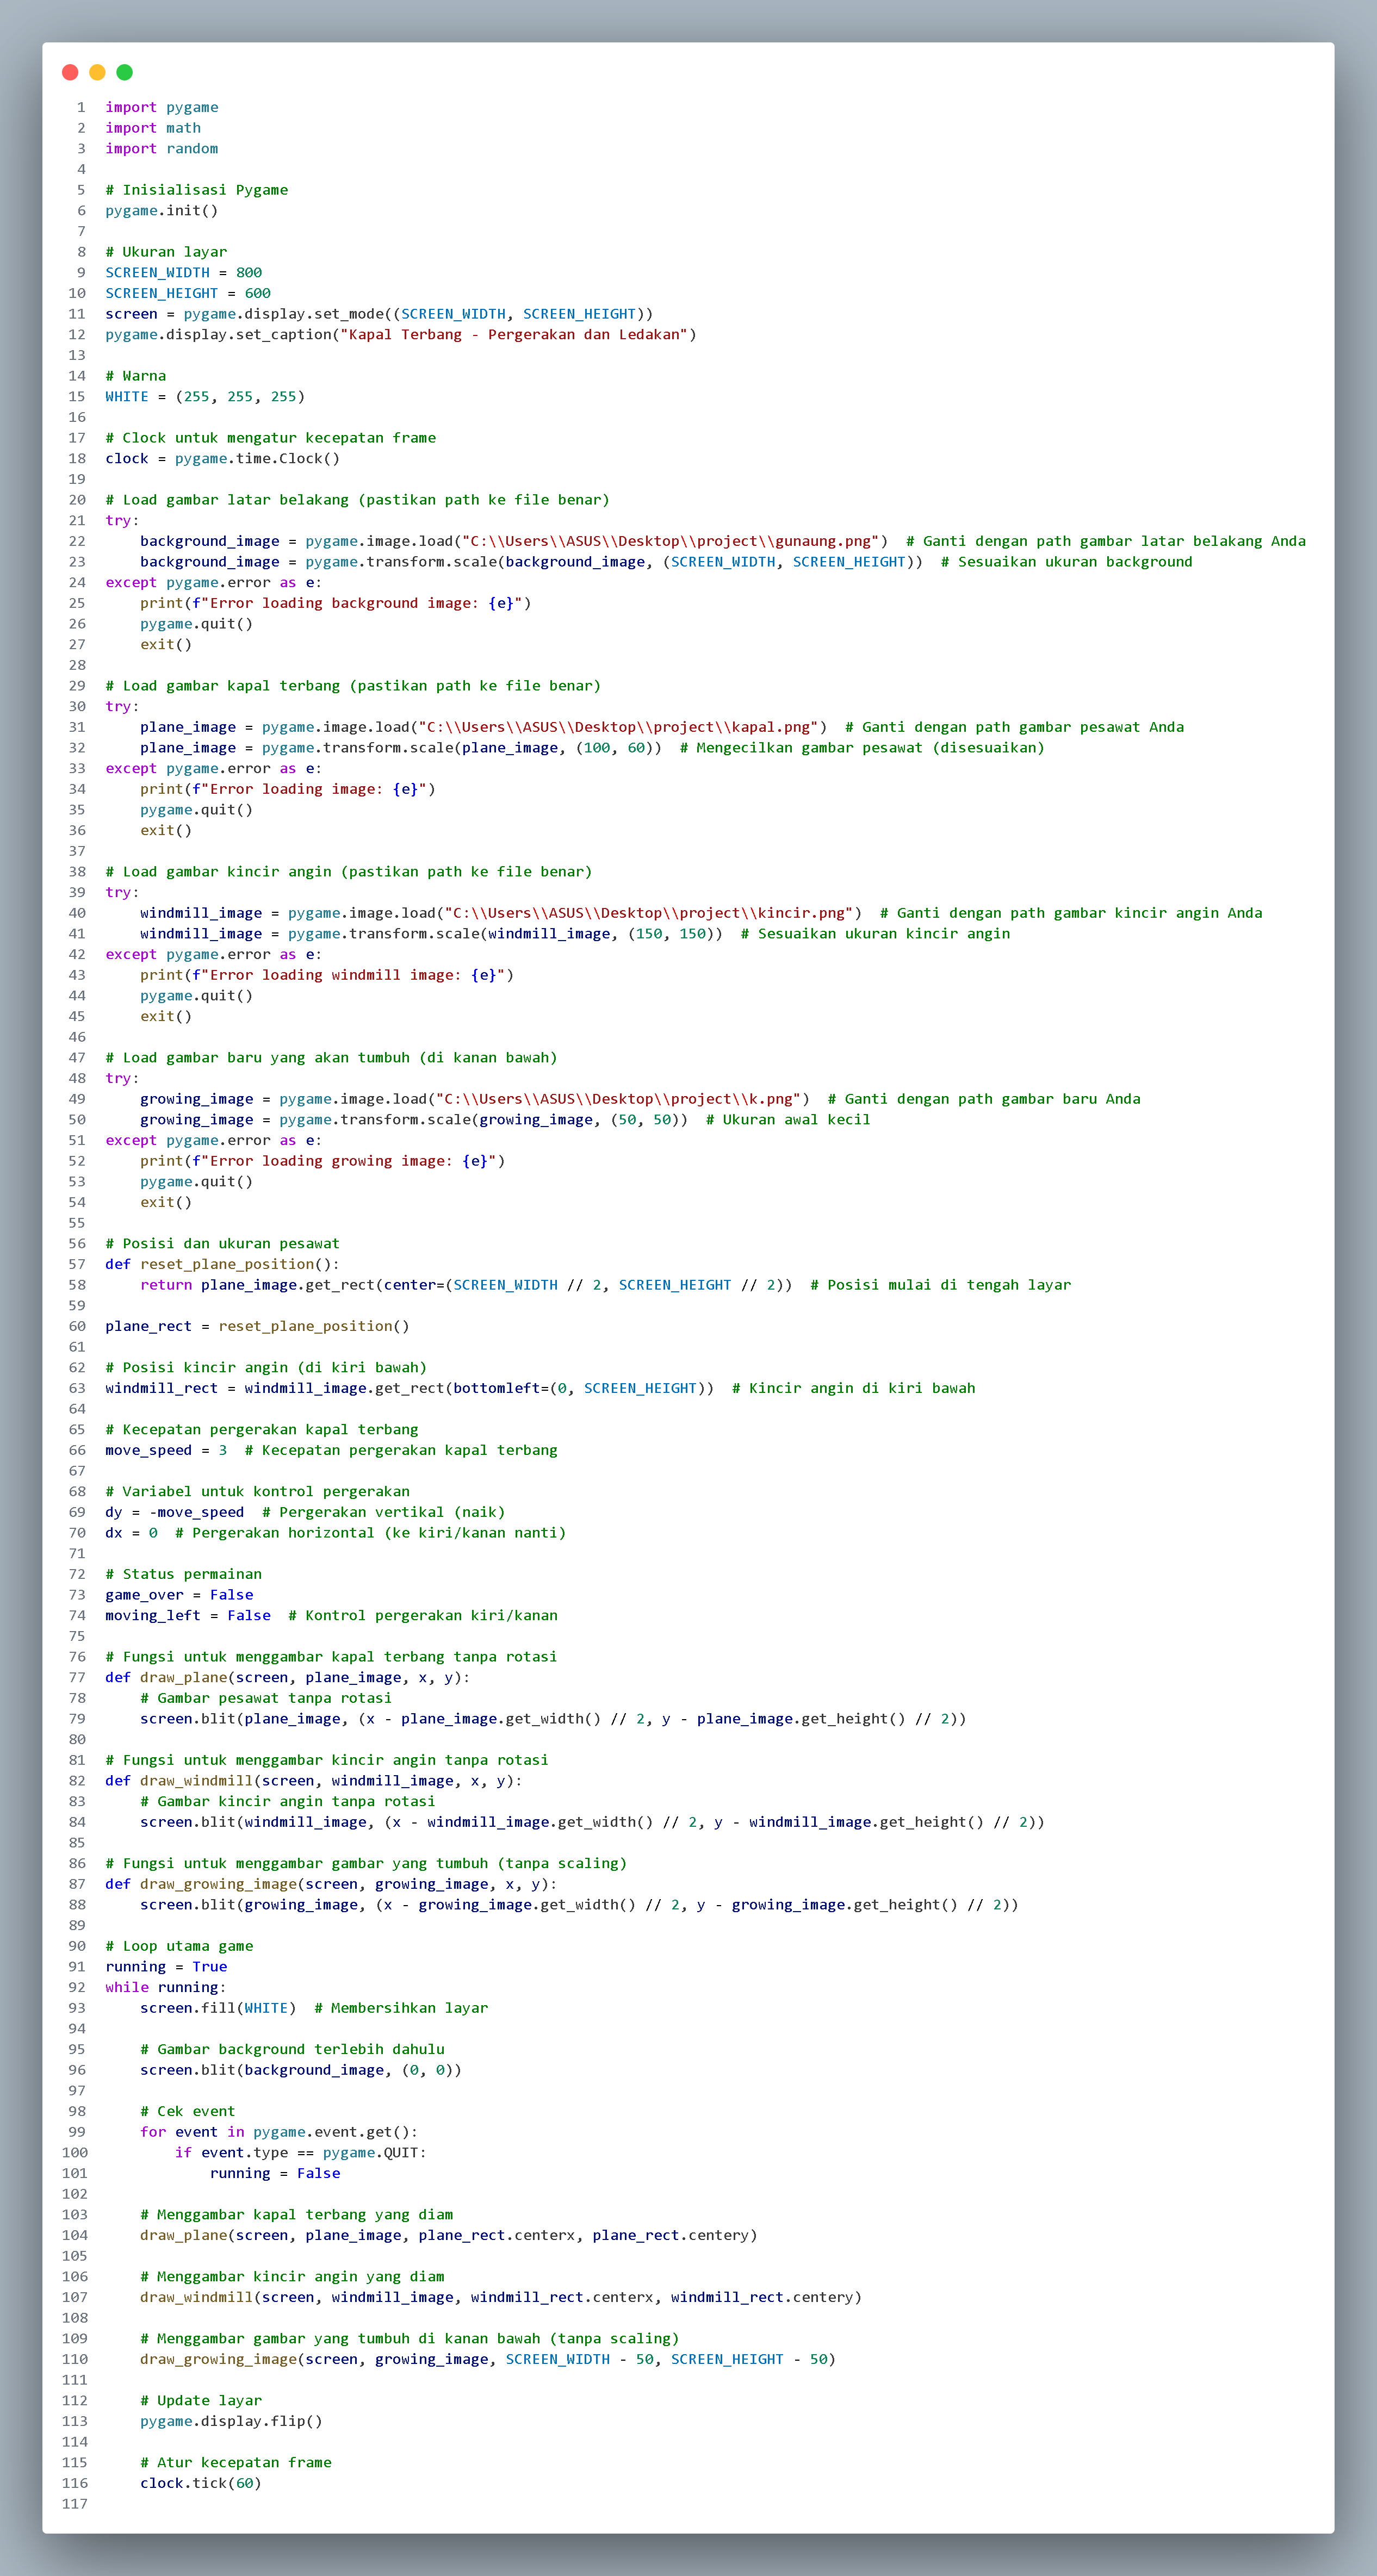 1 import pygame
2 import math
3 import random
4
5 # Inisialisasi Pygame
6 pygame.init()
7
8 # Ukuran layar
9 SCREEN_WIDTH = 800
10 SCREEN_HEIGHT = 600
11 screen = pygame.display.set_mode((SCREEN_WIDTH, SCREEN_HEIGHT))
12 pygame.display.set_caption("Kapal Terbang - Pergerakan dan Ledakan")
13
14 # Warna
15 WHITE = (255, 255, 255)
16
17 # Clock untuk mengatur kecepatan frame
18 clock = pygame.time.Clock()
19
20 # Load gambar latar belakang (pastikan path ke file benar)
21 try:
22     background_image = pygame.image.load("C:\\Users\\ASUS\\Desktop\\project\\gunaung.png")  # Ganti dengan path gambar latar belakang Anda
23     background_image = pygame.transform.scale(background_image, (SCREEN_WIDTH, SCREEN_HEIGHT))  # Sesuaikan ukuran background
24 except pygame.error as e:
25     print(f"Error loading background image: {e}")
26     pygame.quit()
27     exit()
28
29 # Load gambar kapal terbang (pastikan path ke file benar)
30 try:
31     plane_image = pygame.image.load("C:\\Users\\ASUS\\Desktop\\project\\kapal.png")  # Ganti dengan path gambar pesawat Anda
32     plane_image = pygame.transform.scale(plane_image, (100, 60))  # Mengecilkan gambar pesawat (disesuaikan)
33 except pygame.error as e:
34     print(f"Error loading image: {e}")
35     pygame.quit()
36     exit()
37
38 # Load gambar kincir angin (pastikan path ke file benar)
39 try:
40     windmill_image = pygame.image.load("C:\\Users\\ASUS\\Desktop\\project\\kincir.png")  # Ganti dengan path gambar kincir angin Anda
41     windmill_image = pygame.transform.scale(windmill_image, (150, 150))  # Sesuaikan ukuran kincir angin
42 except pygame.error as e:
43     print(f"Error loading windmill image: {e}")
44     pygame.quit()
45     exit()
46
47 # Load gambar baru yang akan tumbuh (di kanan bawah)
48 try:
49     growing_image = pygame.image.load("C:\\Users\\ASUS\\Desktop\\project\\k.png")  # Ganti dengan path gambar baru Anda
50     growing_image = pygame.transform.scale(growing_image, (50, 50))  # Ukuran awal kecil
51 except pygame.error as e:
52     print(f"Error loading growing image: {e}")
53     pygame.quit()
54     exit()
55
56 # Posisi dan ukuran pesawat
57 def reset_plane_position():
58     return plane_image.get_rect(center=(SCREEN_WIDTH // 2, SCREEN_HEIGHT // 2))  # Posisi mulai di tengah layar
59
60 plane_rect = reset_plane_position()
61
62 # Posisi kincir angin (di kiri bawah)
63 windmill_rect = windmill_image.get_rect(bottomleft=(0, SCREEN_HEIGHT))  # Kincir angin di kiri bawah
64
65 # Kecepatan pergerakan kapal terbang
66 move_speed = 3  # Kecepatan pergerakan kapal terbang
67
68 # Variabel untuk kontrol pergerakan
69 dy = -move_speed  # Pergerakan vertikal (naik)
70 dx = 0  # Pergerakan horizontal (ke kiri/kanan nanti)
71
72 # Status permainan
73 game_over = False
74 moving_left = False  # Kontrol pergerakan kiri/kanan
75
76 # Fungsi untuk menggambar kapal terbang tanpa rotasi
77 def draw_plane(screen, plane_image, x, y):
78     # Gambar pesawat tanpa rotasi
79     screen.blit(plane_image, (x - plane_image.get_width() // 2, y - plane_image.get_height() // 2))
80
81 # Fungsi untuk menggambar kincir angin tanpa rotasi
82 def draw_windmill(screen, windmill_image, x, y):
83     # Gambar kincir angin tanpa rotasi
84     screen.blit(windmill_image, (x - windmill_image.get_width() // 2, y - windmill_image.get_height() // 2))
85
86 # Fungsi untuk menggambar gambar yang tumbuh (tanpa scaling)
87 def draw_growing_image(screen, growing_image, x, y):
88     screen.blit(growing_image, (x - growing_image.get_width() // 2, y - growing_image.get_height() // 2))
89
90 # Loop utama game
91 running = True
92 while running:
93     screen.fill(WHITE)  # Membersihkan layar
94
95     # Gambar background terlebih dahulu
96     screen.blit(background_image, (0, 0))
97
98     # Cek event
99     for event in pygame.event.get():
100         if event.type == pygame.QUIT:
101             running = False
102
103     # Menggambar kapal terbang yang diam
104     draw_plane(screen, plane_image, plane_rect.centerx, plane_rect.centery)
105
106     # Menggambar kincir angin yang diam
107     draw_windmill(screen, windmill_image, windmill_rect.centerx, windmill_rect.centery)
108
109     # Menggambar gambar yang tumbuh di kanan bawah (tanpa scaling)
110     draw_growing_image(screen, growing_image, SCREEN_WIDTH - 50, SCREEN_HEIGHT - 50)
111
112     # Update layar
113     pygame.display.flip()
114
115     # Atur kecepatan frame
116     clock.tick(60)
117